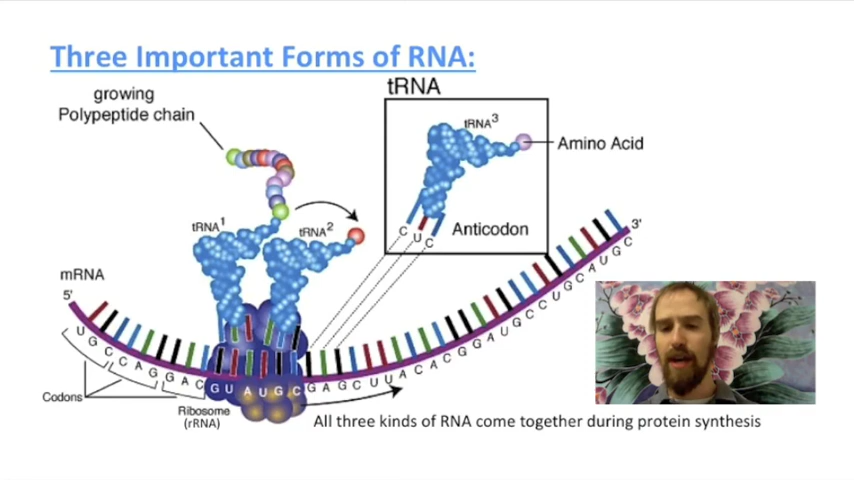 Three Important Forms of RNA:
growing
Polypeptide chain
tRNA
tRNA3
Amino Acid
Anticodon
C U C
tRNA1
tRNA2
mRNA
5'
3'
U G C C A G G A C G U A U G C G A G C U U A C A C G G A U G C C U G C A U G C
Codons
Ribosome
(rRNA)
All three kinds of RNA come together during protein synthesis